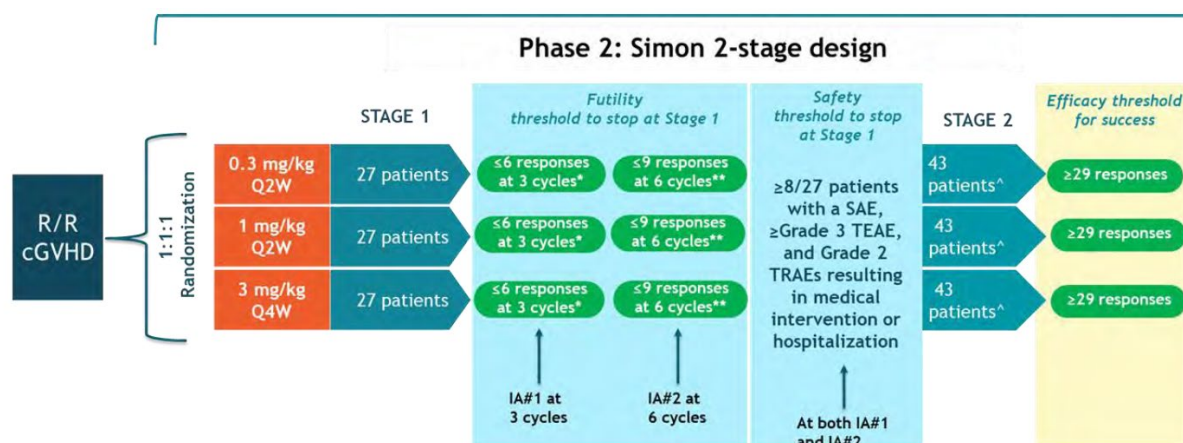 Phase 2: Simon 2-stage design
R/R
cGVHD
1:1:1
Randomization
STAGE 1
Futility
threshold to stop at Stage 1
Safety
threshold to stop
at Stage 1
STAGE 2
Efficacy threshold
for success
0.3 mg/kg
Q2W
27 patients
≤6 responses
at 3 cycles*
≤9 responses
at 6 cycles**
43
patients^
≥29 responses
1 mg/kg
Q2W
27 patients
≤6 responses
at 3 cycles*
≤9 responses
at 6 cycles**
43
patients^
≥29 responses
3 mg/kg
Q4W
27 patients
≤6 responses
at 3 cycles*
≤9 responses
at 6 cycles**
43
patients^
≥29 responses
≥8/27 patients
with a SAE,
≥Grade 3 TEAE,
and Grade 2
TRAEs resulting
in medical
intervention or
hospitalization
IA#1 at
3 cycles
IA#2 at
6 cycles
At both IA#1
and IA#2